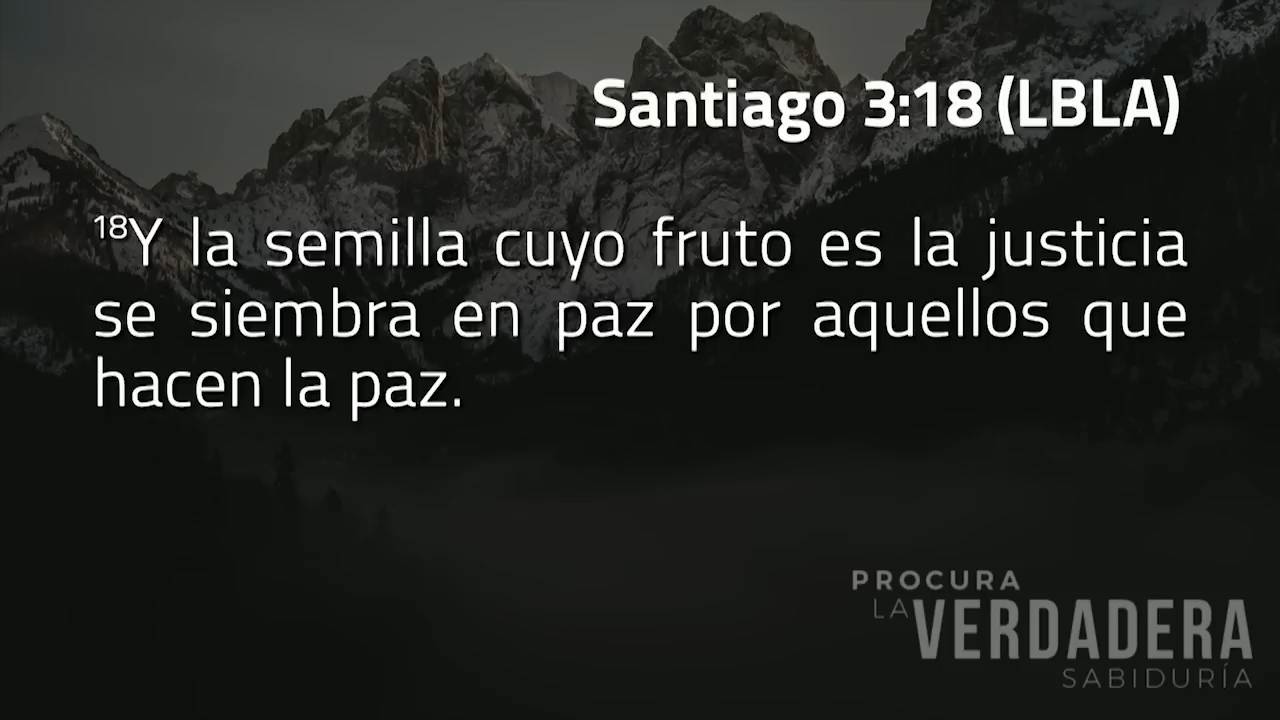 Santiago 3:18 (LBLA)
¹⁸Y la semilla cuyo fruto es la justicia
se siembra en paz por aquellos que
hacen la paz.
PROCURA
LA VERDADERA
SABIDURÍA